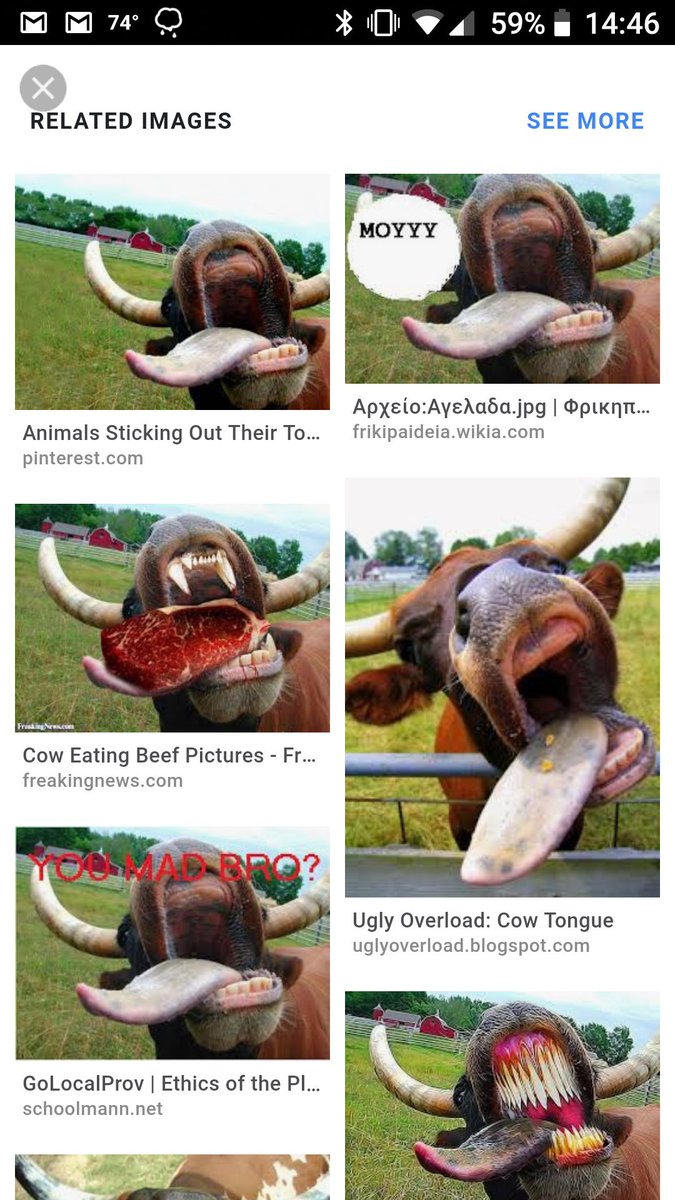 74° 59% 14:46
RELATED IMAGES SEE MORE
Animals Sticking Out Their To...
pinterest.com
MOYYY
Αρχείο:Αγελαδα.jpg | Φρικηπ...
frikipaideia.wikia.com
FreakingNews.com
Cow Eating Beef Pictures - Fr...
freakingnews.com
Ugly Overload: Cow Tongue
uglyoverload.blogspot.com
YOU MAD BRO?
GoLocalProv | Ethics of the Pl...
schoolmann.net